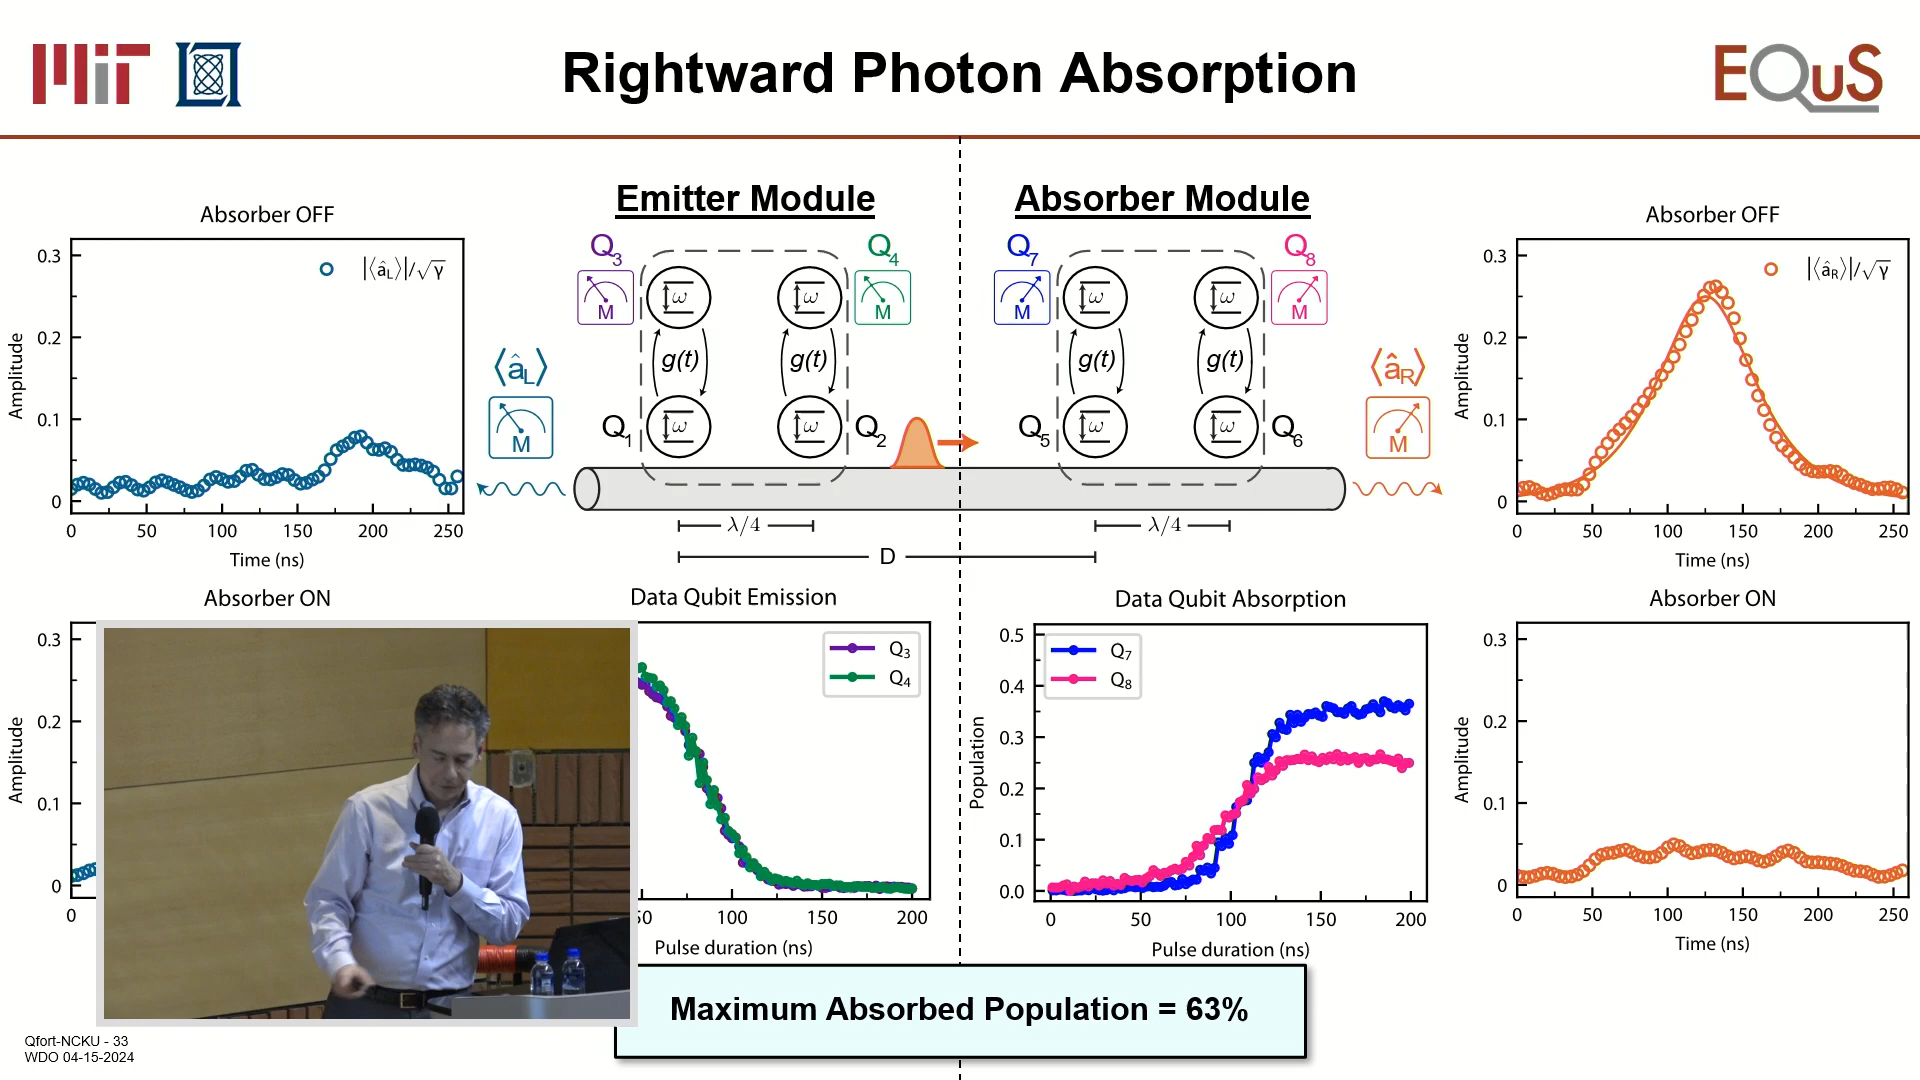 MIT
Rightward Photon Absorption
EQuS
Emitter Module
Absorber Module
Absorber OFF
0.3
0.2
0.1
0
Amplitude
|⟨âL⟩|/√γ
0 50 100 150 200 250
Time (ns)
Q3
Q4
Q7
Q8
M
M
M
M
ω
ω
ω
ω
g(t)
g(t)
g(t)
g(t)
⟨âL⟩
M
Q1
ω
ω
Q2
Q5
ω
ω
Q6
⟨âR⟩
M
λ/4
λ/4
D
Absorber OFF
0.3
0.2
0.1
0
Amplitude
|⟨âR⟩|/√γ
0 50 100 150 200 250
Time (ns)
Absorber ON
0.3
0.2
0.1
0
Amplitude
0
Data Qubit Emission
Q3
Q4
50 100 150 200
Pulse duration (ns)
Data Qubit Absorption
0.5
0.4
0.3
0.2
0.1
0.0
Population
Q7
Q8
0 50 100 150 200
Pulse duration (ns)
Absorber ON
0.3
0.2
0.1
0
Amplitude
0 50 100 150 200 250
Time (ns)
Maximum Absorbed Population = 63%
Qfort-NCKU - 33
WDO 04-15-2024